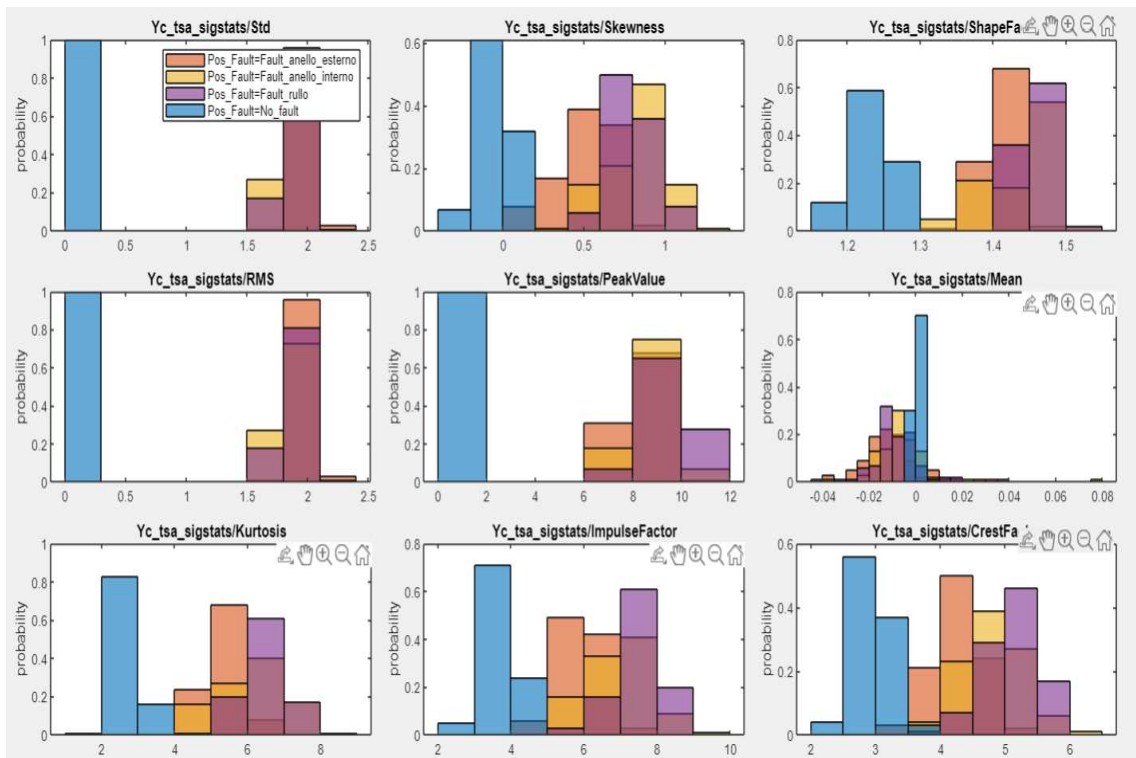 Yc_tsa_sigstats/Std
probability
1
0.8
0.6
0.4
0.2
0
0 0.5 1 1.5 2 2.5
Pos_Fault=Fault_anello_esterno
Pos_Fault=Fault_anello_interno
Pos_Fault=Fault_rullo
Pos_Fault=No_fault
Yc_tsa_sigstats/Skewness
probability
0.6
0.4
0.2
0
0 0.5 1
Yc_tsa_sigstats/ShapeFa
probability
0.8
0.6
0.4
0.2
0
1.2 1.3 1.4 1.5
Yc_tsa_sigstats/RMS
probability
1
0.8
0.6
0.4
0.2
0
0 0.5 1 1.5 2 2.5
Yc_tsa_sigstats/PeakValue
probability
1
0.8
0.6
0.4
0.2
0
0 2 4 6 8 10 12
Yc_tsa_sigstats/Mean
probability
0.8
0.6
0.4
0.2
0
-0.04 -0.02 0 0.02 0.04 0.06 0.08
Yc_tsa_sigstats/Kurtosis
probability
1
0.8
0.6
0.4
0.2
0
2 4 6 8
Yc_tsa_sigstats/ImpulseFactor
probability
0.8
0.6
0.4
0.2
0
2 4 6 8 10
Yc_tsa_sigstats/CrestFa
probability
0.6
0.4
0.2
0
2 3 4 5 6